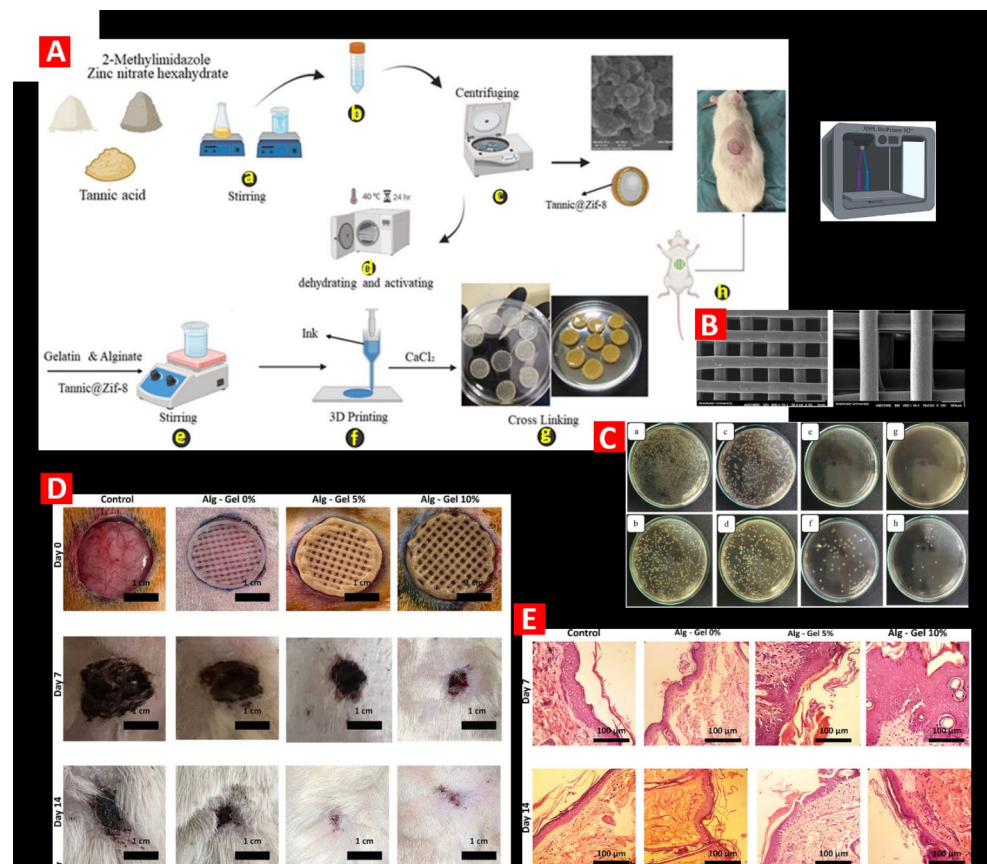 A
2-Methylimidazole
Zinc nitrate hexahydrate
Tannic acid
a
Stirring
b
Centrifuging
c
Tannic@Zif-8
40 ℃ 24 hr
d
dehydrating and activating
h
Gelatin & Alginate
Tannic@Zif-8
Stirring
e
Ink
3D Printing
f
CaCl₂
Cross Linking
g
B
C
a
c
e
g
b
d
f
h
D
Control
Alg - Gel 0%
Alg - Gel 5%
Alg - Gel 10%
Day 0
1 cm
1 cm
1 cm
1 cm
Day 7
1 cm
1 cm
1 cm
1 cm
Day 14
1 cm
1 cm
1 cm
1 cm
E
Control
Alg - Gel 0%
Alg - Gel 5%
Alg - Gel 10%
Day 7
100 µm
100 µm
100 µm
100 µm
Day 14
100 µm
100 µm
100 µm
100 µm